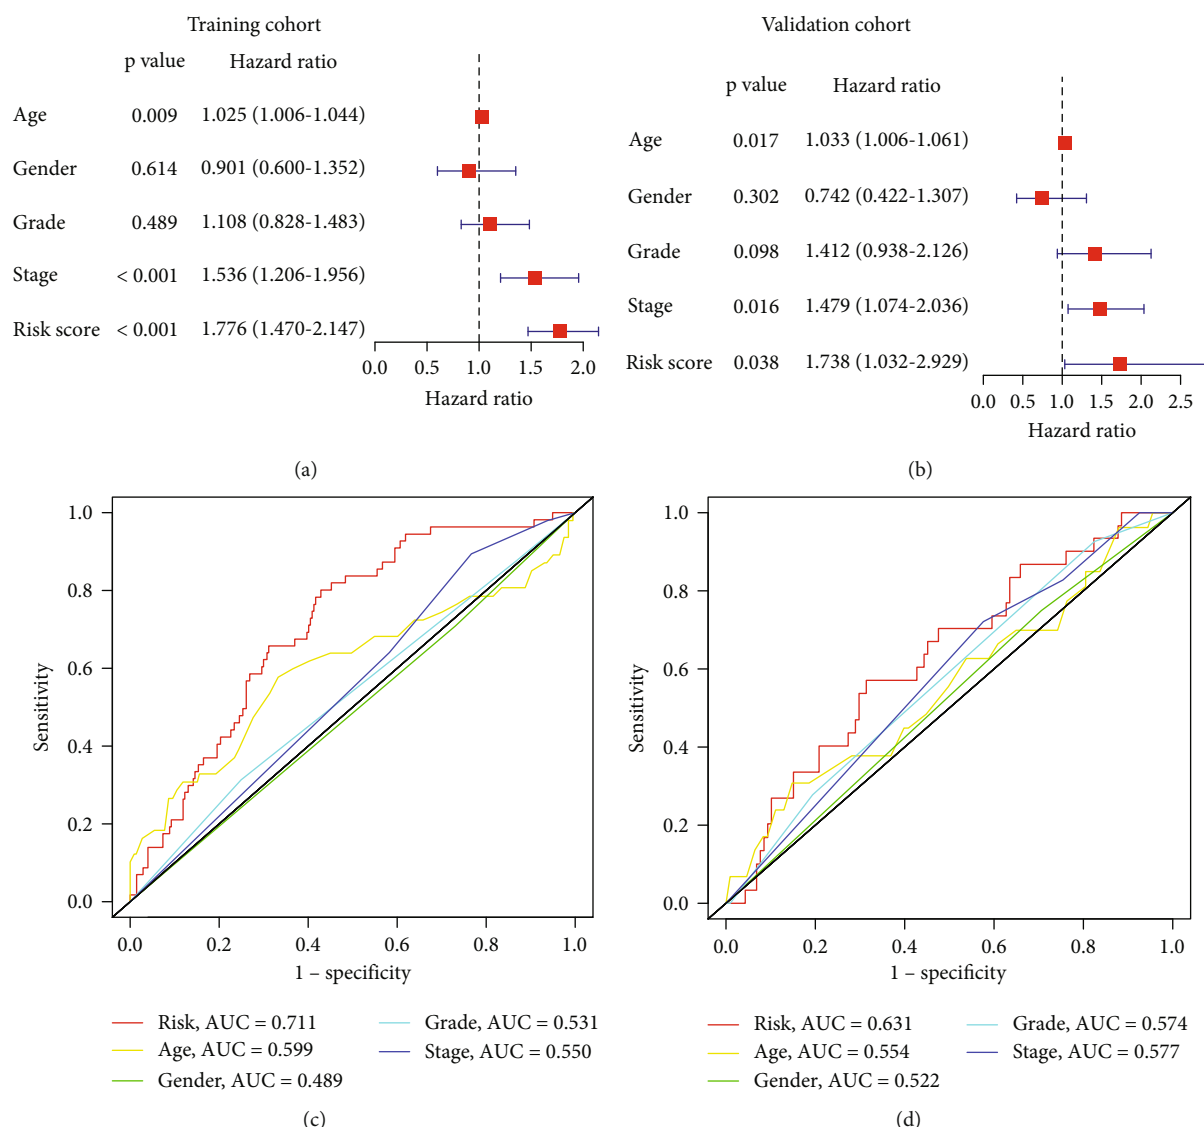 Training cohort
p value Hazard ratio
Age 0.009 1.025 (1.006-1.044)
Gender 0.614 0.901 (0.600-1.352)
Grade 0.489 1.108 (0.828-1.483)
Stage < 0.001 1.536 (1.206-1.956)
Risk score < 0.001 1.776 (1.470-2.147)
0.0 0.5 1.0 1.5 2.0
Hazard ratio
(a)
Validation cohort
p value Hazard ratio
Age 0.017 1.033 (1.006-1.061)
Gender 0.302 0.742 (0.422-1.307)
Grade 0.098 1.412 (0.938-2.126)
Stage 0.016 1.479 (1.074-2.036)
Risk score 0.038 1.738 (1.032-2.929)
0.0 0.5 1.0 1.5 2.0 2.5
Hazard ratio
(b)
Sensitivity
1.0
0.8
0.6
0.4
0.2
0.0
0.0 0.2 0.4 0.6 0.8 1.0
1 – specificity
Risk, AUC = 0.711
Age, AUC = 0.599
Gender, AUC = 0.489
Grade, AUC = 0.531
Stage, AUC = 0.550
(c)
Sensitivity
1.0
0.8
0.6
0.4
0.2
0.0
0.0 0.2 0.4 0.6 0.8 1.0
1 – specificity
Risk, AUC = 0.631
Age, AUC = 0.554
Gender, AUC = 0.522
Grade, AUC = 0.574
Stage, AUC = 0.577
(d)